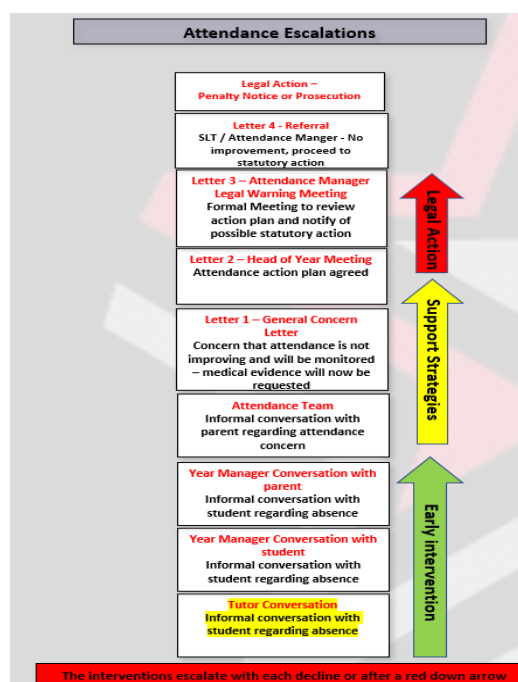 Attendance Escalations
Legal Action –
Penalty Notice or Prosecution
Letter 4 - Referral
SLT / Attendance Manger - No
improvement, proceed to
statutory action
Letter 3 – Attendance Manager
Legal Warning Meeting
Formal Meeting to review
action plan and notify of
possible statutory action
Letter 2 – Head of Year Meeting
Attendance action plan agreed
Letter 1 – General Concern
Letter
Concern that attendance is not
improving and will be monitored
– medical evidence will now be
requested
Attendance Team
Informal conversation with
parent regarding attendance
concern
Year Manager Conversation with
parent
Informal conversation with
student regarding absence
Year Manager Conversation with
student
Informal conversation with
student regarding absence
Tutor Conversation
Informal conversation with
student regarding absence
Legal Action
Support Strategies
Early intervention
The interventions escalate with each decline or after a red down arrow